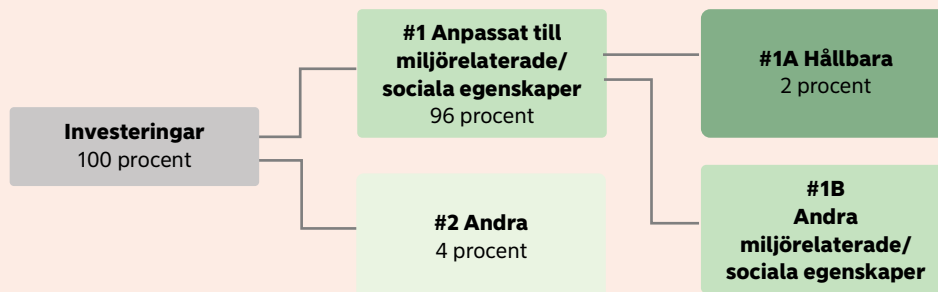 Investeringar
100 procent
#1 Anpassat till
miljörelaterade/
sociala egenskaper
96 procent
#2 Andra
4 procent
#1A Hållbara
2 procent
#1B
Andra
miljörelaterade/
sociala egenskaper